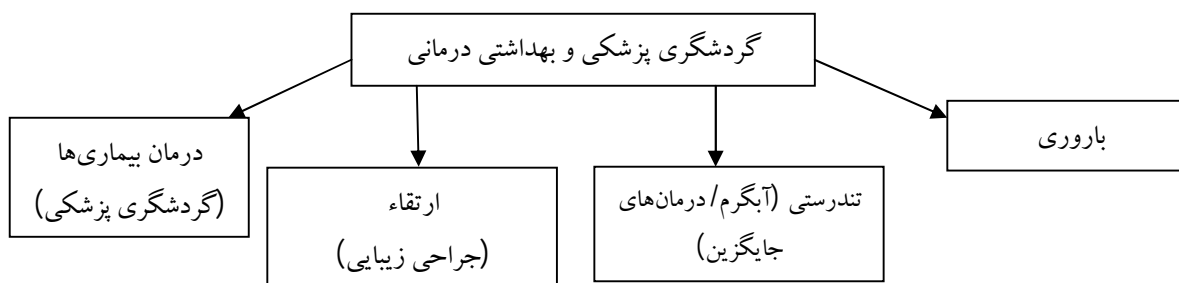 گردشگری پزشکی و بهداشتی درمانی
باروری
تندرستی (آبگرم/ درمان‌های
جایگزین)
ارتقاء
(جراحی زیبایی)
درمان بیماری‌ها
(گردشگری پزشکی)